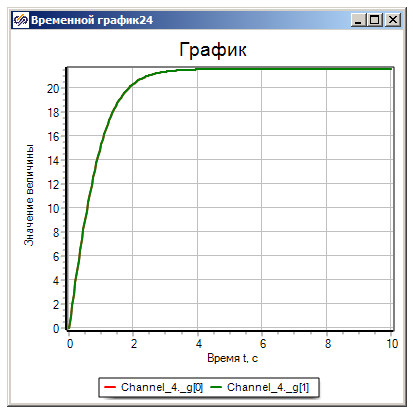 Временной график24
График
Значение величины
20
18
16
14
12
10
8
6
4
2
0
0 2 4 6 8 10
Время t, с
Channel_4._g[0] Channel_4._g[1]